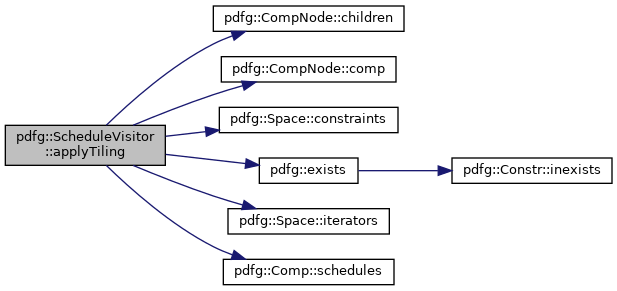 pdfg::CompNode::children
pdfg::CompNode::comp
pdfg::Space::constraints
pdfg::ScheduleVisitor
::applyTiling
pdfg::exists
pdfg::Constr::inexists
pdfg::Space::iterators
pdfg::Comp::schedules